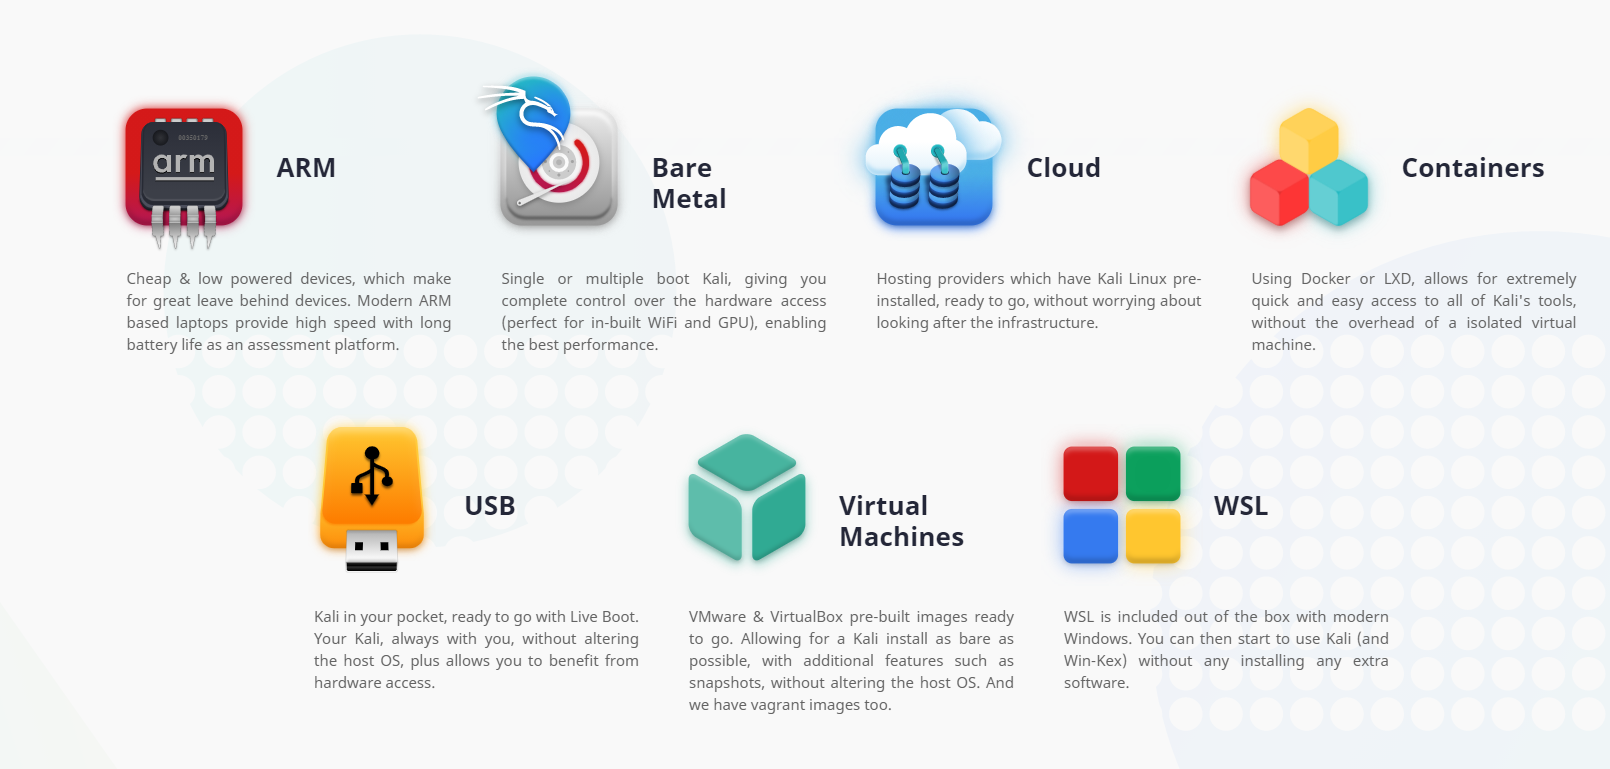 80358179
arm
ARM
Cheap & low powered devices, which make
for great leave behind devices. Modern ARM
based laptops provide high speed with long
battery life as an assessment platform.
Bare
Metal
Single or multiple boot Kali, giving you
complete control over the hardware access
(perfect for in-built WiFi and GPU), enabling
the best performance.
Cloud
Hosting providers which have Kali Linux pre-
installed, ready to go, without worrying about
looking after the infrastructure.
Containers
Using Docker or LXD, allows for extremely
quick and easy access to all of Kali's tools,
without the overhead of a isolated virtual
machine.
USB
Kali in your pocket, ready to go with Live Boot.
Your Kali, always with you, without altering
the host OS, plus allows you to benefit from
hardware access.
Virtual
Machines
VMware & VirtualBox pre-built images ready
to go. Allowing for a Kali install as bare as
possible, with additional features such as
snapshots, without altering the host OS. And
we have vagrant images too.
WSL
WSL is included out of the box with modern
Windows. You can then start to use Kali (and
Win-Kex) without any installing any extra
software.